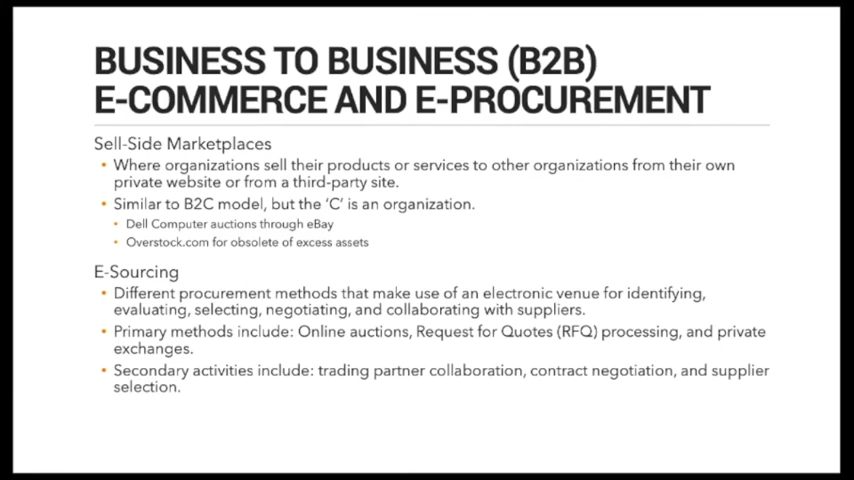 BUSINESS TO BUSINESS (B2B)
E-COMMERCE AND E-PROCUREMENT
Sell-Side Marketplaces
• Where organizations sell their products or services to other organizations from their own
private website or from a third-party site.
• Similar to B2C model, but the ‘C’ is an organization.
• Dell Computer auctions through eBay
• Overstock.com for obsolete of excess assets
E-Sourcing
• Different procurement methods that make use of an electronic venue for identifying,
evaluating, selecting, negotiating, and collaborating with suppliers.
• Primary methods include: Online auctions, Request for Quotes (RFQ) processing, and private
exchanges.
• Secondary activities include: trading partner collaboration, contract negotiation, and supplier
selection.